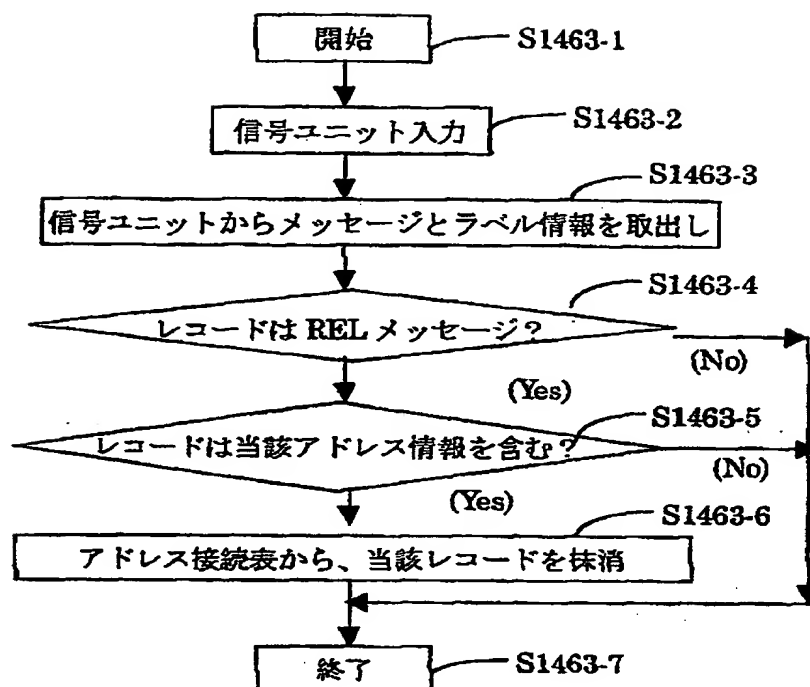 開始
S1463-1
信号ユニット入力
S1463-2
S1463-3
信号ユニットからメッセージとラベル情報を取出し
S1463-4
レコードは REL メッセージ?
(No)
(Yes)
S1463-5
レコードは当該アドレス情報を含む?
(No)
(Yes)
S1463-6
アドレス接続表から、当該レコードを抹消
終了
S1463-7